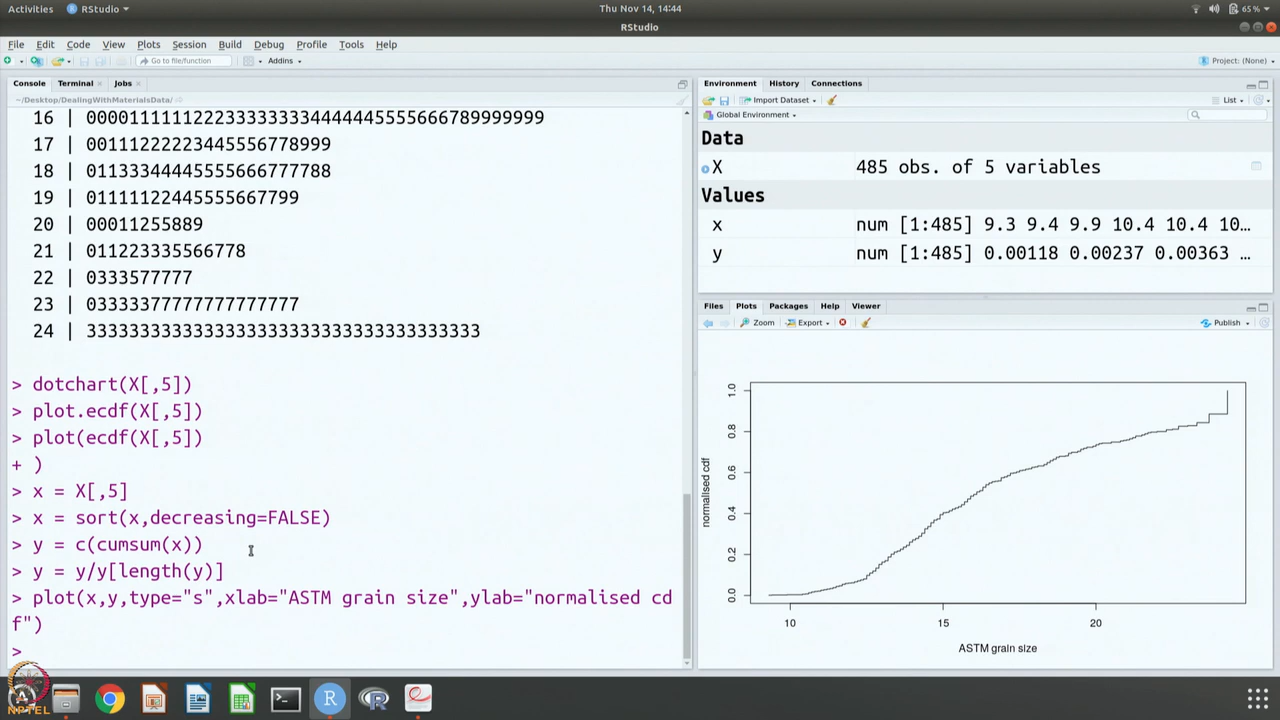 Activities RStudio Thu Nov 14, 14:44 65%
RStudio
File Edit Code View Plots Session Build Debug Profile Tools Help
Go to file/function Addins Project: (None)
Console Terminal Jobs
~/Desktop/DealingWithMaterialsData/
16 | 0000111111222333333334444445555666789999999
17 | 00111222223445556778999
18 | 01133344445555666777788
19 | 01111122445555667799
20 | 00011255889
21 | 011223335566778
22 | 0333577777
23 | 03333377777777777777
24 | 3333333333333333333333333333333333333
> dotchart(X[,5])
> plot.ecdf(X[,5])
> plot(ecdf(X[,5])
+ )
> x = X[,5]
> x = sort(x,decreasing=FALSE)
> y = c(cumsum(x))
> y = y/y[length(y)]
> plot(x,y,type="s",xlab="ASTM grain size",ylab="normalised cd
f")
>
Environment History Connections
Import Dataset List
Global Environment
Data
X 485 obs. of 5 variables
Values
x num [1:485] 9.3 9.4 9.9 10.4 10.4 10...
y num [1:485] 0.00118 0.00237 0.00363 ...
Files Plots Packages Help Viewer
Zoom Export Publish
normalised cdf
1.0
0.8
0.6
0.4
0.2
0.0
10 15 20
ASTM grain size
NPTEL